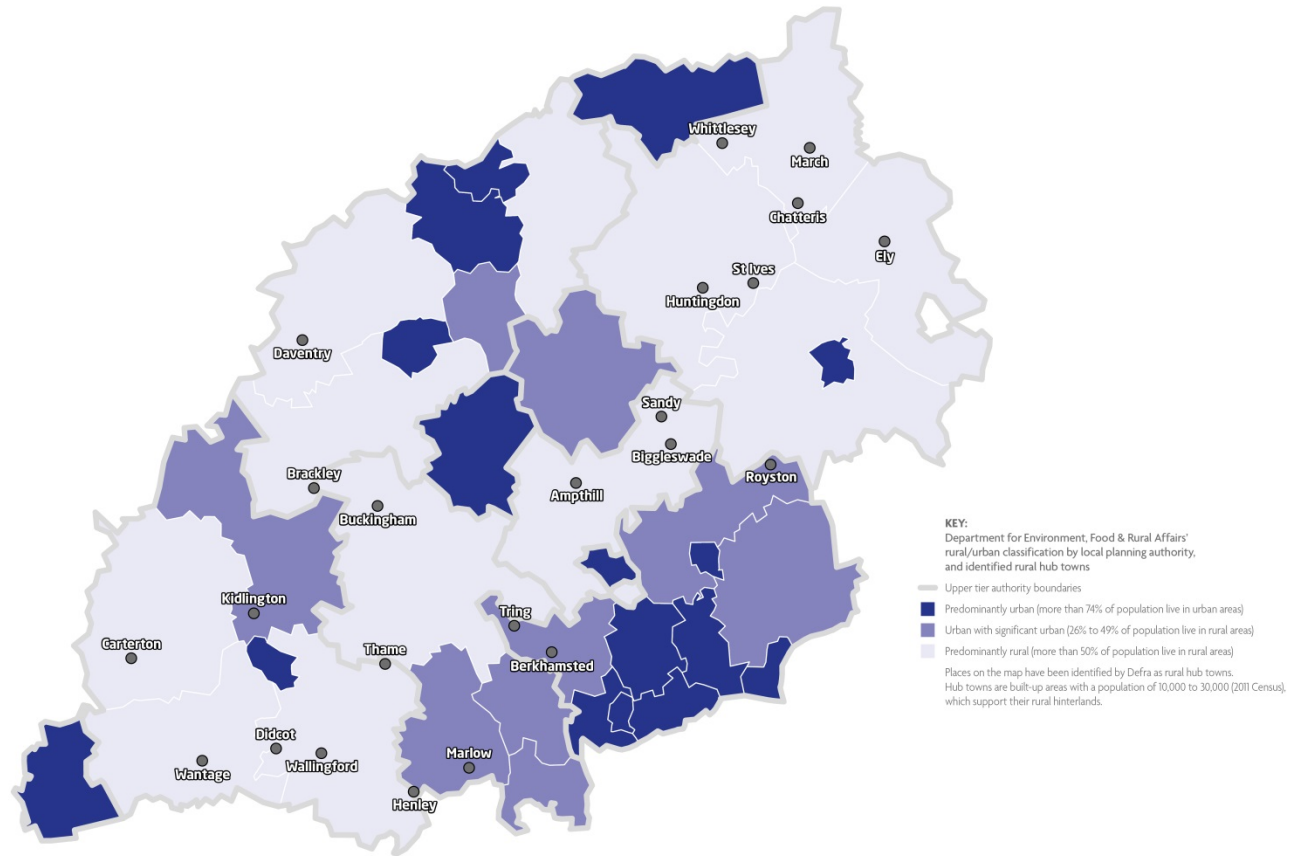 Whittlesey
March
Chatteris
Ely
St Ives
Huntingdon
Daventry
Sandy
Biggleswade
Royston
Brackley
Ampthill
Buckingham
Kidlington
Tring
Carterton
Thame
Berkhamsted
Didcot
Wantage
Wallingford
Marlow
Henley
KEY:
Department for Environment, Food & Rural Affairs'
rural/urban classification by local planning authority,
and identified rural hub towns
Upper tier authority boundaries
Predominantly urban (more than 74% of population live in urban areas)
Urban with significant urban (26% to 49% of population live in rural areas)
Predominantly rural (more than 50% of population live in rural areas)
Places on the map have been identified by Defra as rural hub towns.
Hub towns are built-up areas with a population of 10,000 to 30,000 (2011 Census),
which support their rural hinterlands.